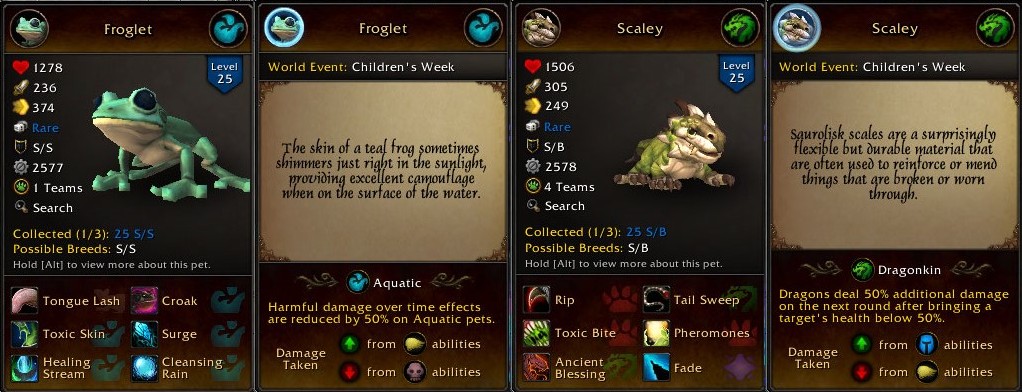 Froglet
1278
Level
25
236
374
Rare
S/S
2577
1 Teams
Search
Collected (1/3): 25 S/S
Possible Breeds: S/S
Hold [Alt] to view more about this pet.
Tongue Lash
Croak
Toxic Skin
Surge
Healing
Stream
Cleansing
Rain
Froglet
World Event: Children's Week
The skin of a teal frog sometimes
shimmers just right in the sunlight,
providing excellent camouflage
when on the surface of the water.
Aquatic
Harmful damage over time effects
are reduced by 50% on Aquatic pets.
Damage
Taken
from abilities
from abilities
Scaley
1506
Level
25
305
249
Rare
S/B
2578
4 Teams
Search
Collected (1/3): 25 S/B
Possible Breeds: S/B
Hold [Alt] to view more about this pet.
Rip
Tail Sweep
Toxic Bite
Pheromones
Ancient
Blessing
Fade
Scaley
World Event: Children's Week
Saurolisk scales are a surprisingly
flexible but durable material that
are often used to reinforce or mend
things that are broken or worn
through.
Dragonkin
Dragons deal 50% additional damage
on the next round after bringing a
target's health below 50%.
Damage
Taken
from abilities
from abilities